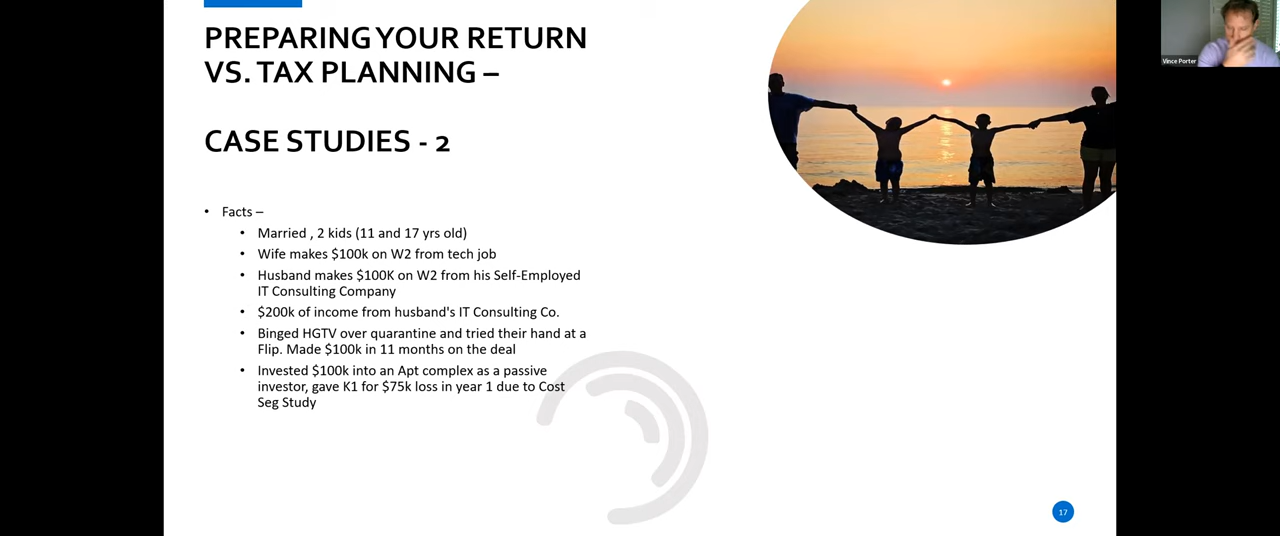 PREPARING YOUR RETURN
VS. TAX PLANNING –
CASE STUDIES - 2
• Facts –
• Married , 2 kids (11 and 17 yrs old)
• Wife makes $100k on W2 from tech job
• Husband makes $100K on W2 from his Self-Employed
IT Consulting Company
• $200k of income from husband's IT Consulting Co.
• Binged HGTV over quarantine and tried their hand at a
Flip. Made $100k in 11 months on the deal
• Invested $100k into an Apt complex as a passive
investor, gave K1 for $75k loss in year 1 due to Cost
Seg Study
17
Vince Porter